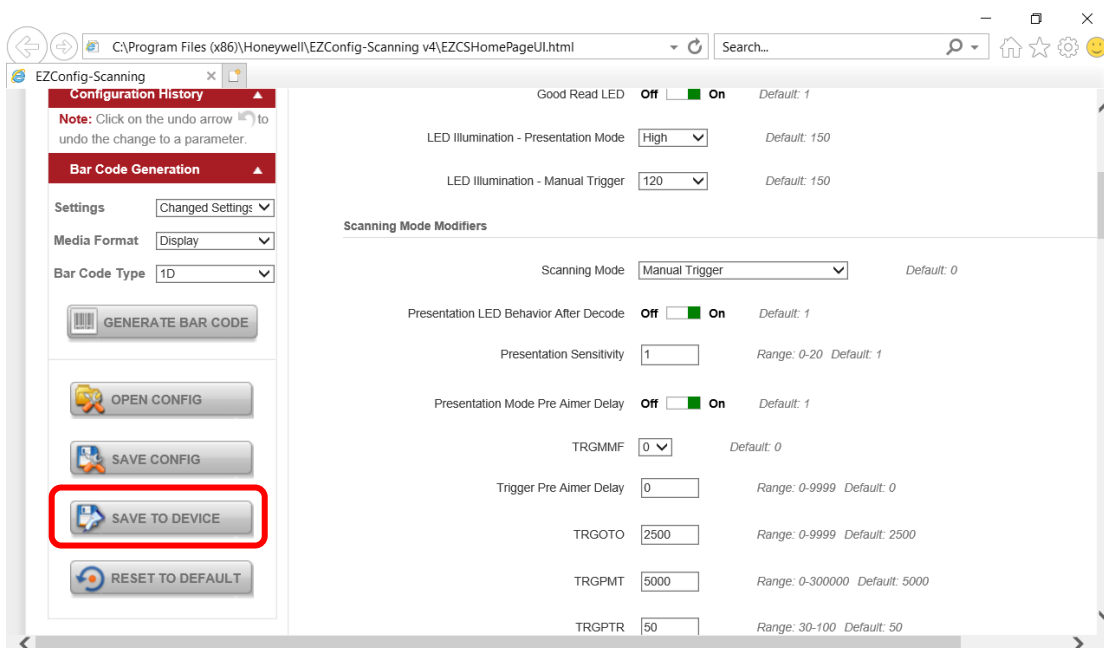 C:\Program Files (x86)\Honeywell\EZConfig-Scanning v4\EZCSHomePageUI.html
Search...
EZConfig-Scanning
Configuration History
Note: Click on the undo arrow to
undo the change to a parameter.
Bar Code Generation
Settings Changed Settings
Media Format Display
Bar Code Type 1D
GENERATE BAR CODE
OPEN CONFIG
SAVE CONFIG
SAVE TO DEVICE
RESET TO DEFAULT
Good Read LED Off On Default: 1
LED Illumination - Presentation Mode High Default: 150
LED Illumination - Manual Trigger 120 Default: 150
Scanning Mode Modifiers
Scanning Mode Manual Trigger Default: 0
Presentation LED Behavior After Decode Off On Default: 1
Presentation Sensitivity 1 Range: 0-20 Default: 1
Presentation Mode Pre Aimer Delay Off On Default: 1
TRGMMF 0 Default: 0
Trigger Pre Aimer Delay 0 Range: 0-9999 Default: 0
TRGOTO 2500 Range: 0-9999 Default: 2500
TRGPMT 5000 Range: 0-300000 Default: 5000
TRGPTR 50 Range: 30-100 Default: 50